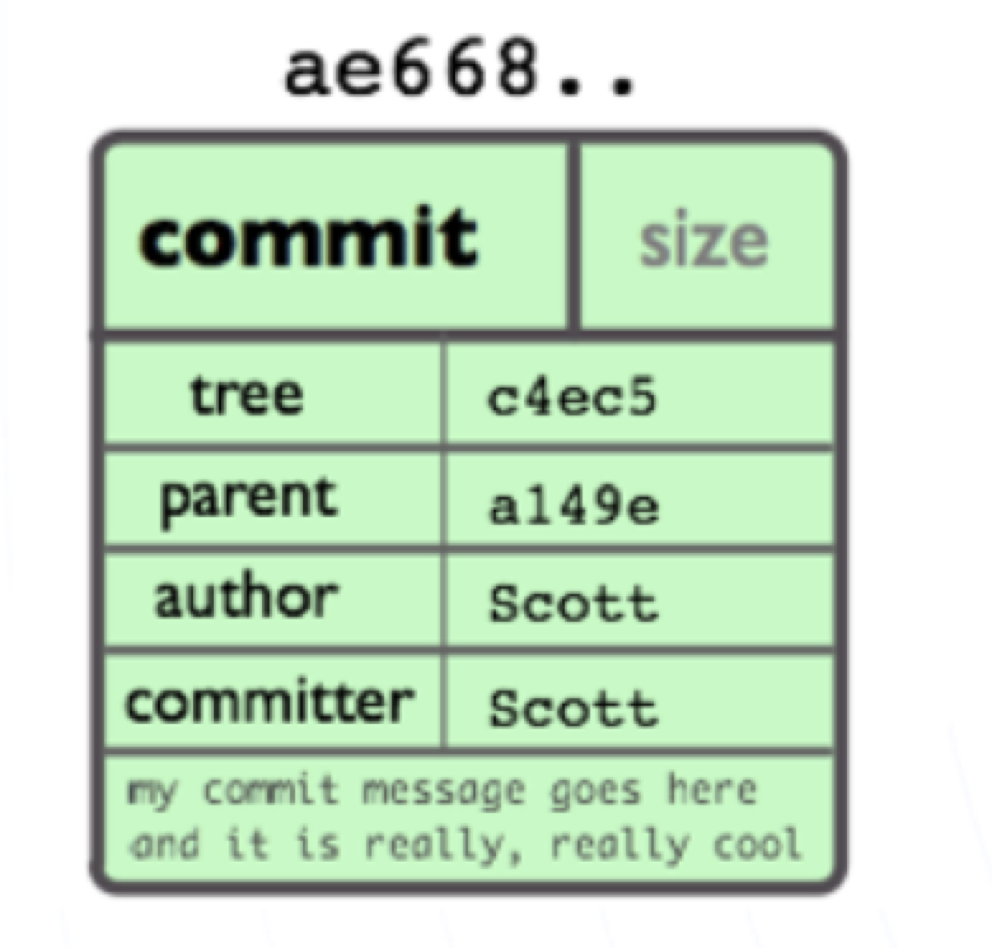 ae668..
commit size
tree c4ec5
parent a149e
author Scott
committer Scott
my commit message goes here
and it is really, really cool